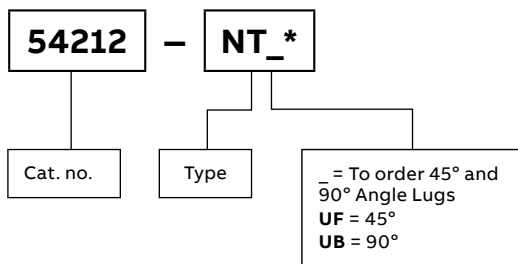 54212 – NT_*
Cat. no.
Type
_ = To order 45° and
90° Angle Lugs
UF = 45°
UB = 90°